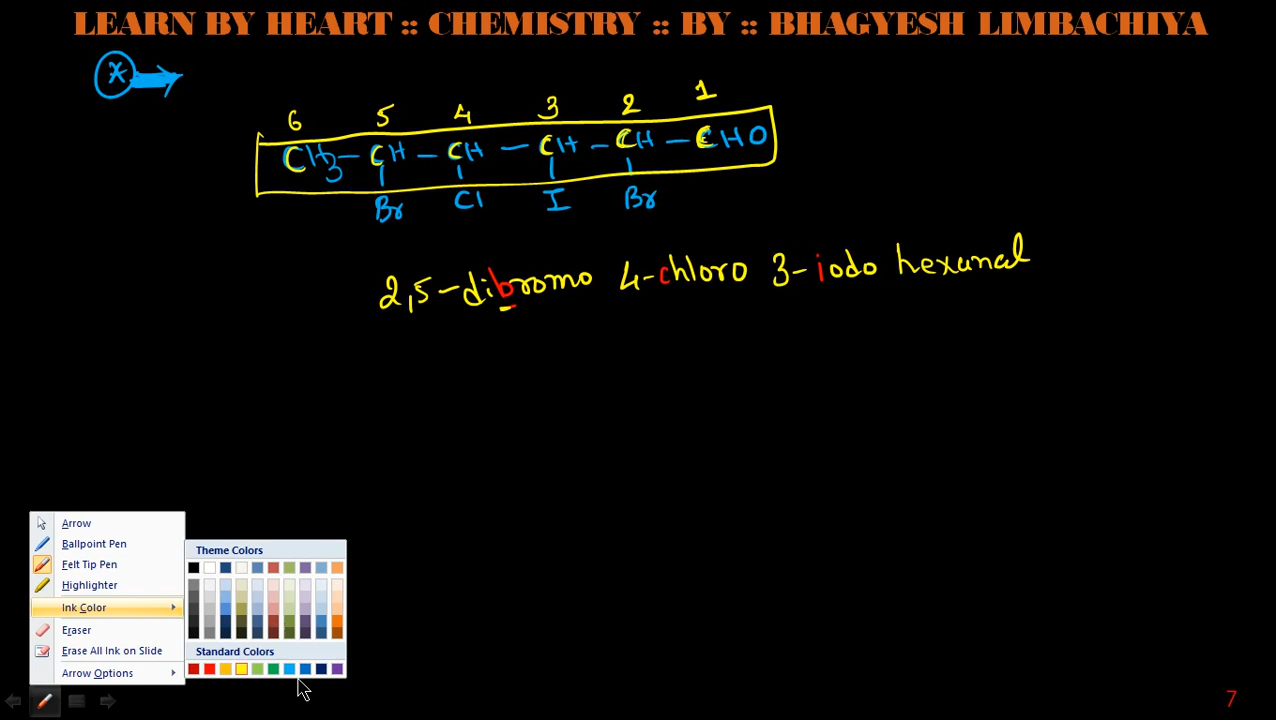 LEARN BY HEART :: CHEMISTRY :: BY :: BHAGYESH LIMBACHIYA
*
6 5 4 3 2 1
CH3 – CH – CH – CH – CH – CHO
Br Cl I Br
2,5-dibromo 4-chloro 3-iodo hexanal
Arrow
Ballpoint Pen
Felt Tip Pen
Highlighter
Ink Color
Eraser
Erase All Ink on Slide
Arrow Options
Theme Colors
Standard Colors
7